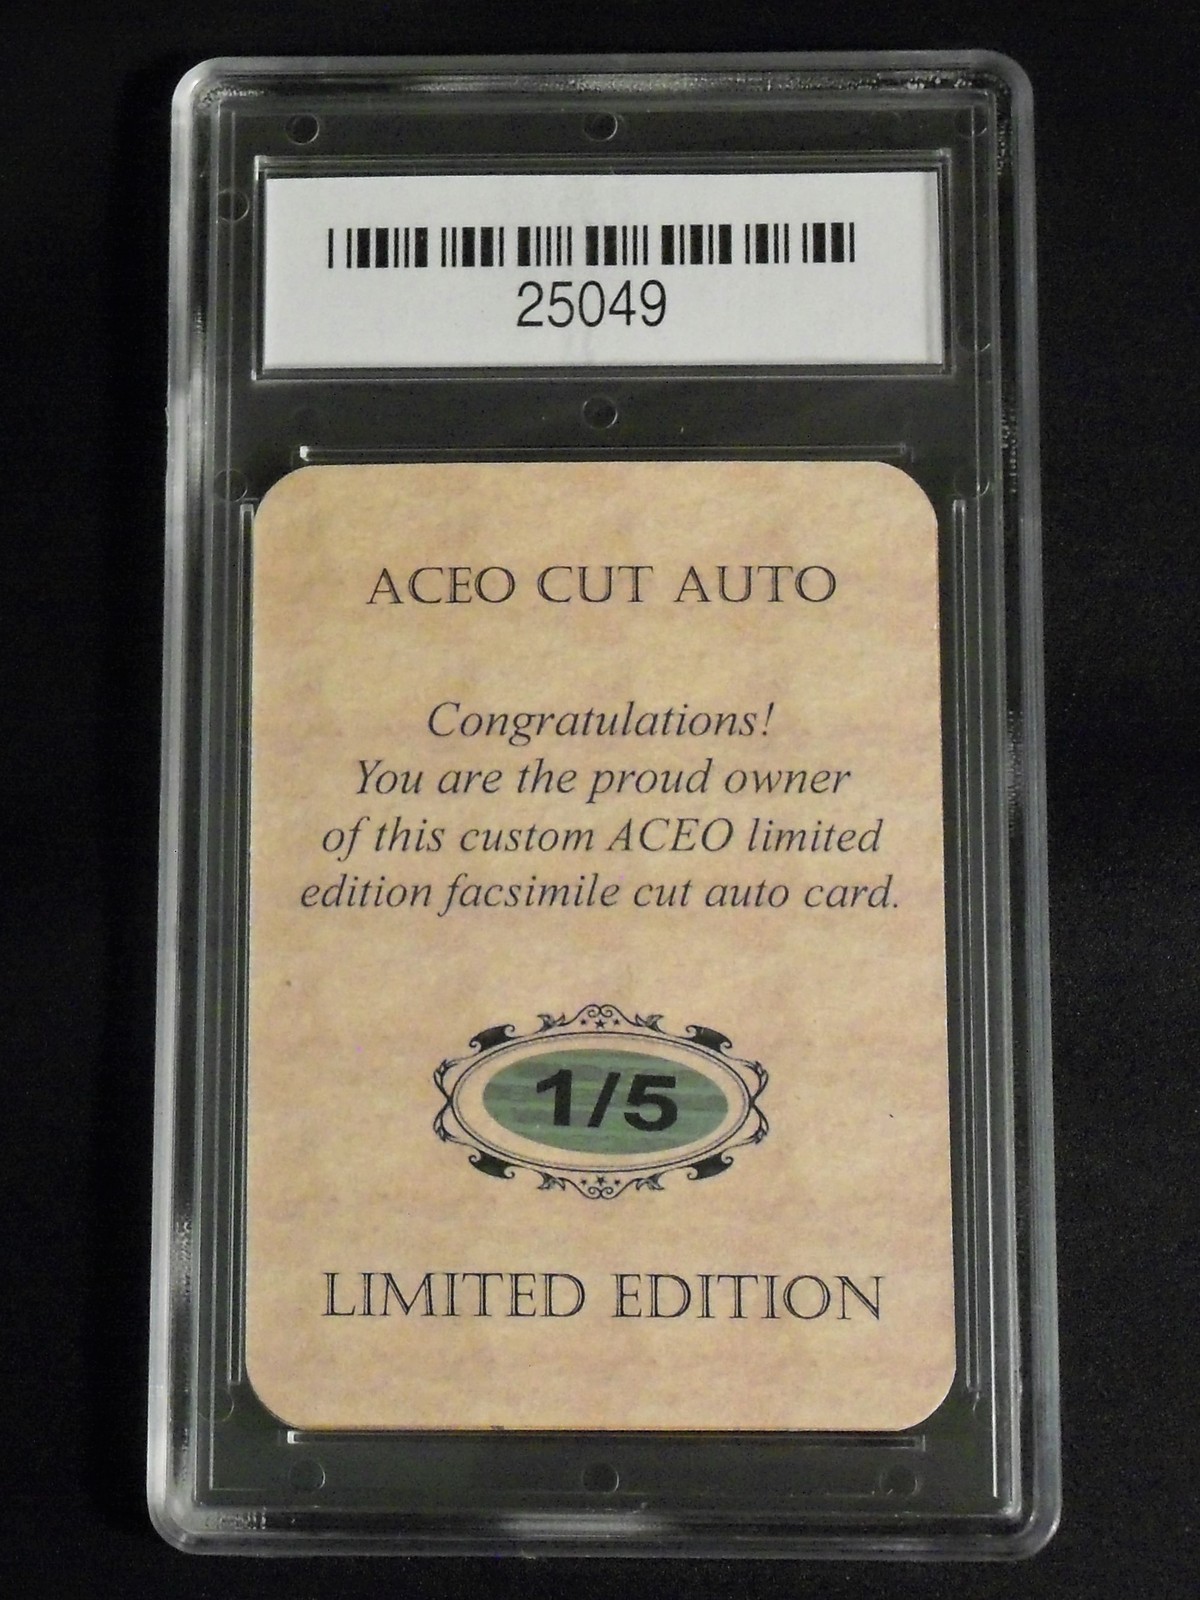 25049
ACEO CUT AUTO
Congratulations!
You are the proud owner
of this custom ACEO limited
edition facsimile cut auto card.
1/5
LIMITED EDITION